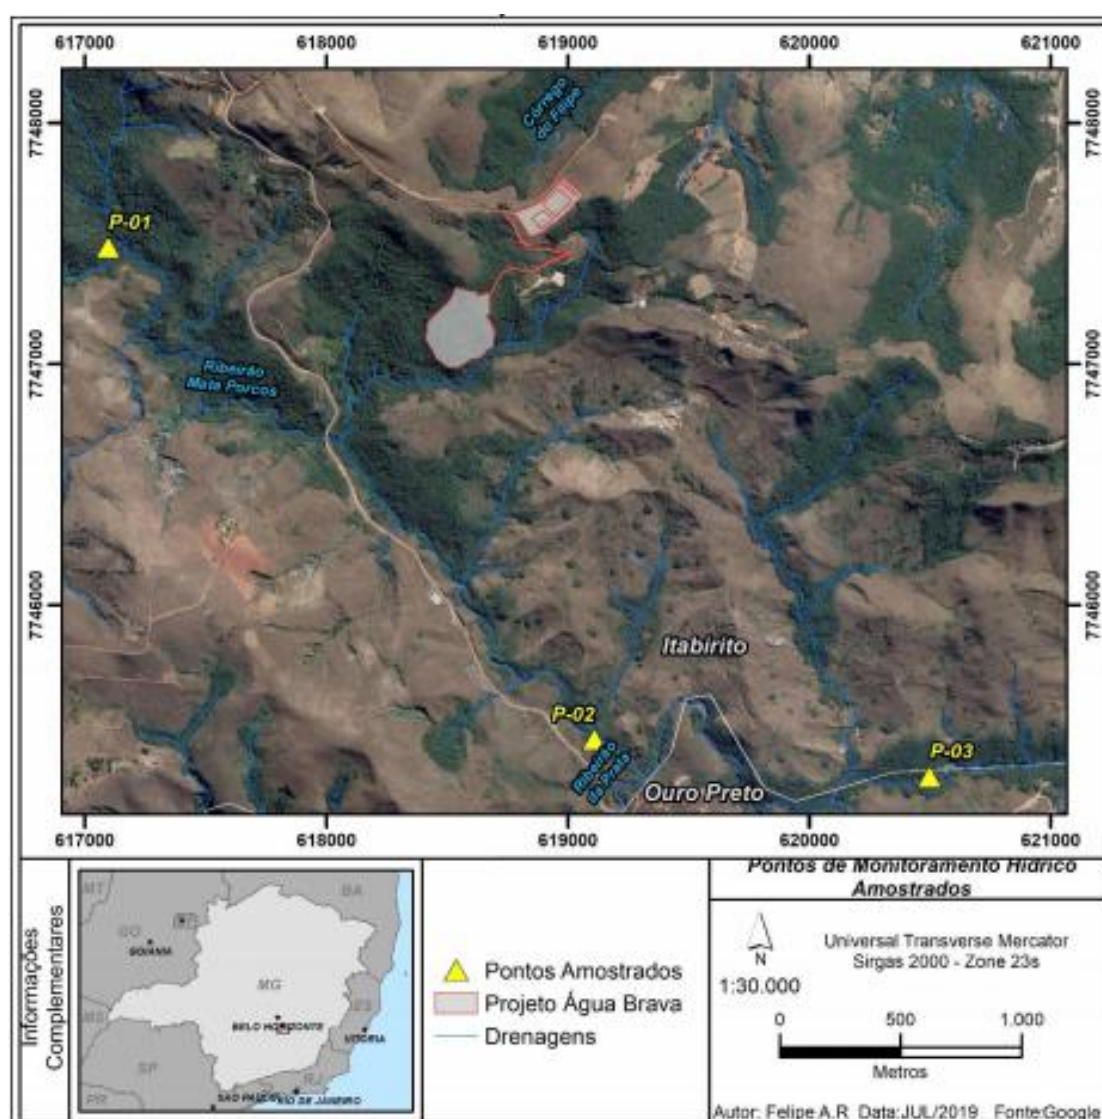 617000 618000 619000 620000 621000
7748000
7748000
Córrego
do Filipe
P-01
7747000
7747000
Ribeirão
Mata Porcos
7746000
7746000
Itabirito
P-02
P-03
Ribeirão
da Prata
Ouro Preto
617000 618000 619000 620000 621000
Informações
Complementares
MT
BA
GO
DF
GOIANIA
MG
MS
ES
BELO HORIZONTE
VITORIA
SP
RJ
SAO PAULO
RIO DE JANEIRO
PR
Pontos Amostrados
Projeto Água Brava
Drenagens
Pontos de Monitoramento Hídrico
Amostrados
N
Universal Transverse Mercator
Sirgas 2000 - Zone 23s
1:30.000
0 500 1.000
Metros
Autor: Felipe A.R Data:JUL/2019 Fonte:Google